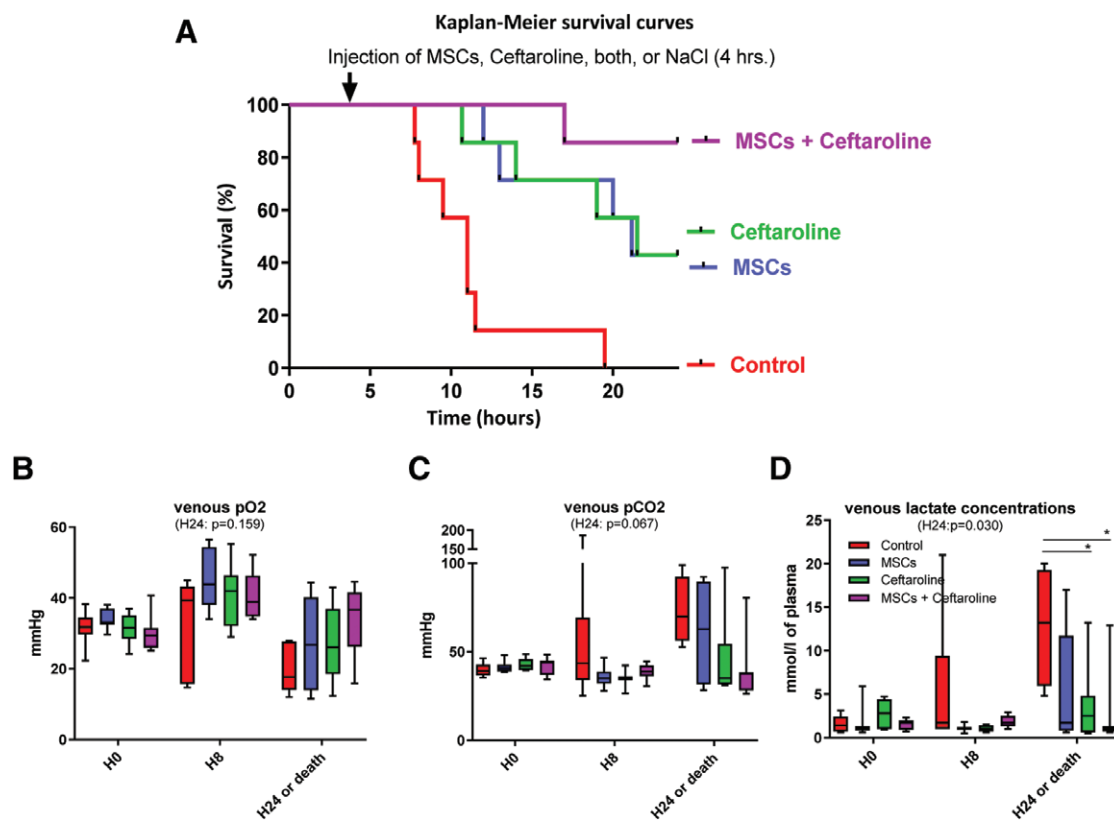 A
Kaplan-Meier survival curves
Injection of MSCs, Ceftaroline, both, or NaCl (4 hrs.)
Survival (%)
100
80
60
40
20
0
0 5 10 15 20
Time (hours)
MSCs + Ceftaroline
Ceftaroline
MSCs
Control
B
venous pO2
(H24: p=0.159)
mmHg
60
40
20
0
H0 H8 H24 or death
C
venous pCO2
(H24: p=0.067)
mmHg
200
150
100
50
0
H0 H8 H24 or death
D
venous lactate concentrations
(H24:p=0.030)
mmol/l of plasma
25
20
15
10
5
0
Control
MSCs
Ceftaroline
MSCs + Ceftaroline
*
*
H0 H8 H24 or death